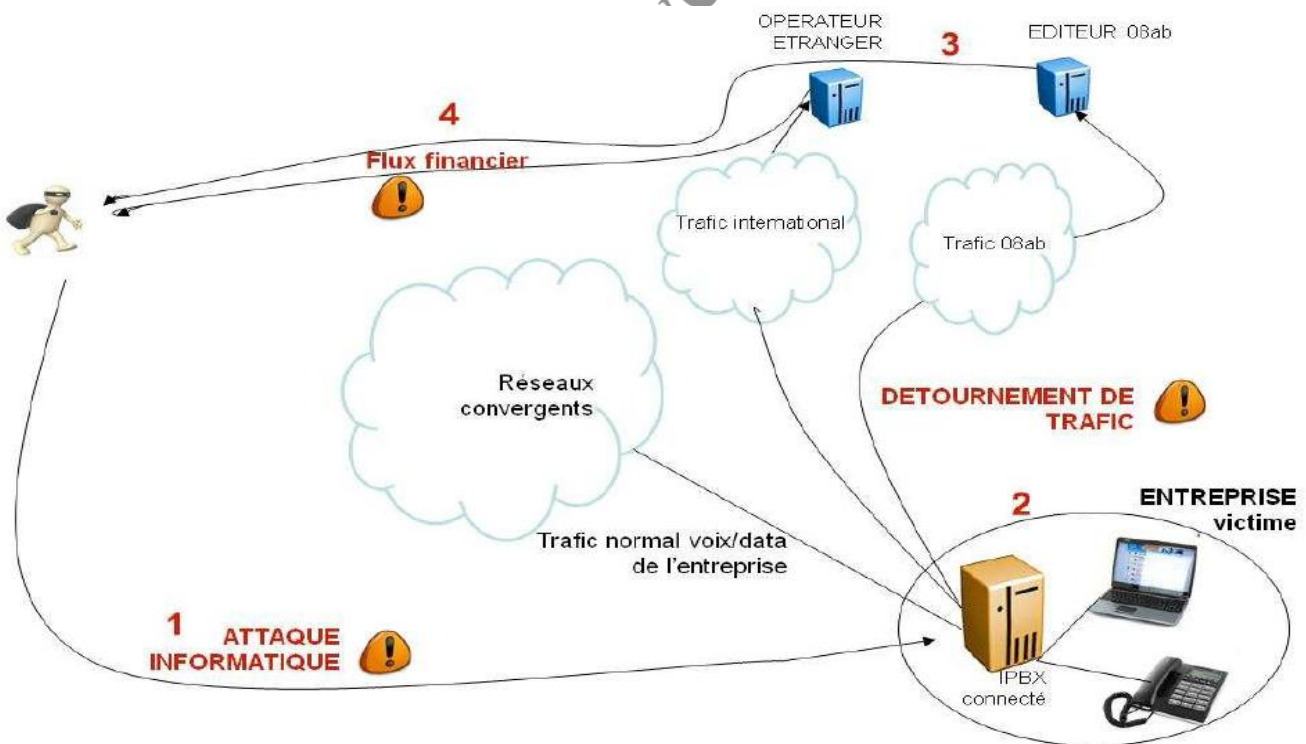 OPERATEUR
ETRANGER
3
EDITEUR 08ab
4
Flux financier
Trafic international
Trafic 08ab
Réseaux
convergents
DETOURNEMENT DE
TRAFIC
2
ENTREPRISE
victime
Trafic normal voix/data
de l'entreprise
1
ATTAQUE
INFORMATIQUE
IPBX
connecté